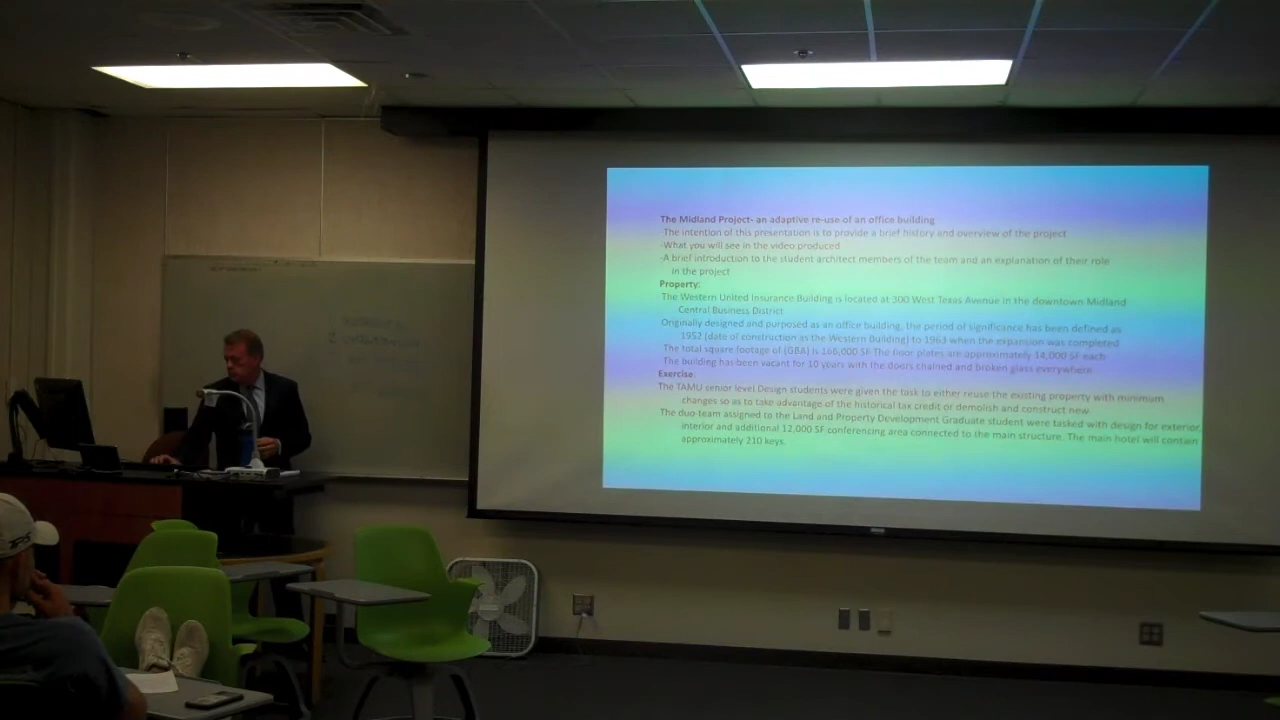 The Midland Project- an adaptive re-use of an office building
-The intention of this presentation is to provide a brief history and overview of the project
-What you will see in the video produced
-A brief introduction to the student architect members of the team and an explanation of their role
in the project
Property:
The Western United Insurance Building is located at 300 West Texas Avenue in the downtown Midland
Central Business District
Originally designed and purposed as an office building, the period of significance has been defined as
1952 (date of construction as the Western Building) to 1963 when the expansion was completed
The total square footage of (GBA) is 166,000 SF The floor plates are approximately 14,000 SF each
The building has been vacant for 10 years with the doors chained and broken glass everywhere
Exercise:
The TAMU senior level Design students were given the task to either reuse the existing property with minimum
changes so as to take advantage of the historical tax credit or demolish and construct new
The duo-team assigned to the Land and Property Development Graduate student were tasked with design for exterior,
interior and additional 12,000 SF conferencing area connected to the main structure. The main hotel will contain
approximately 210 keys.